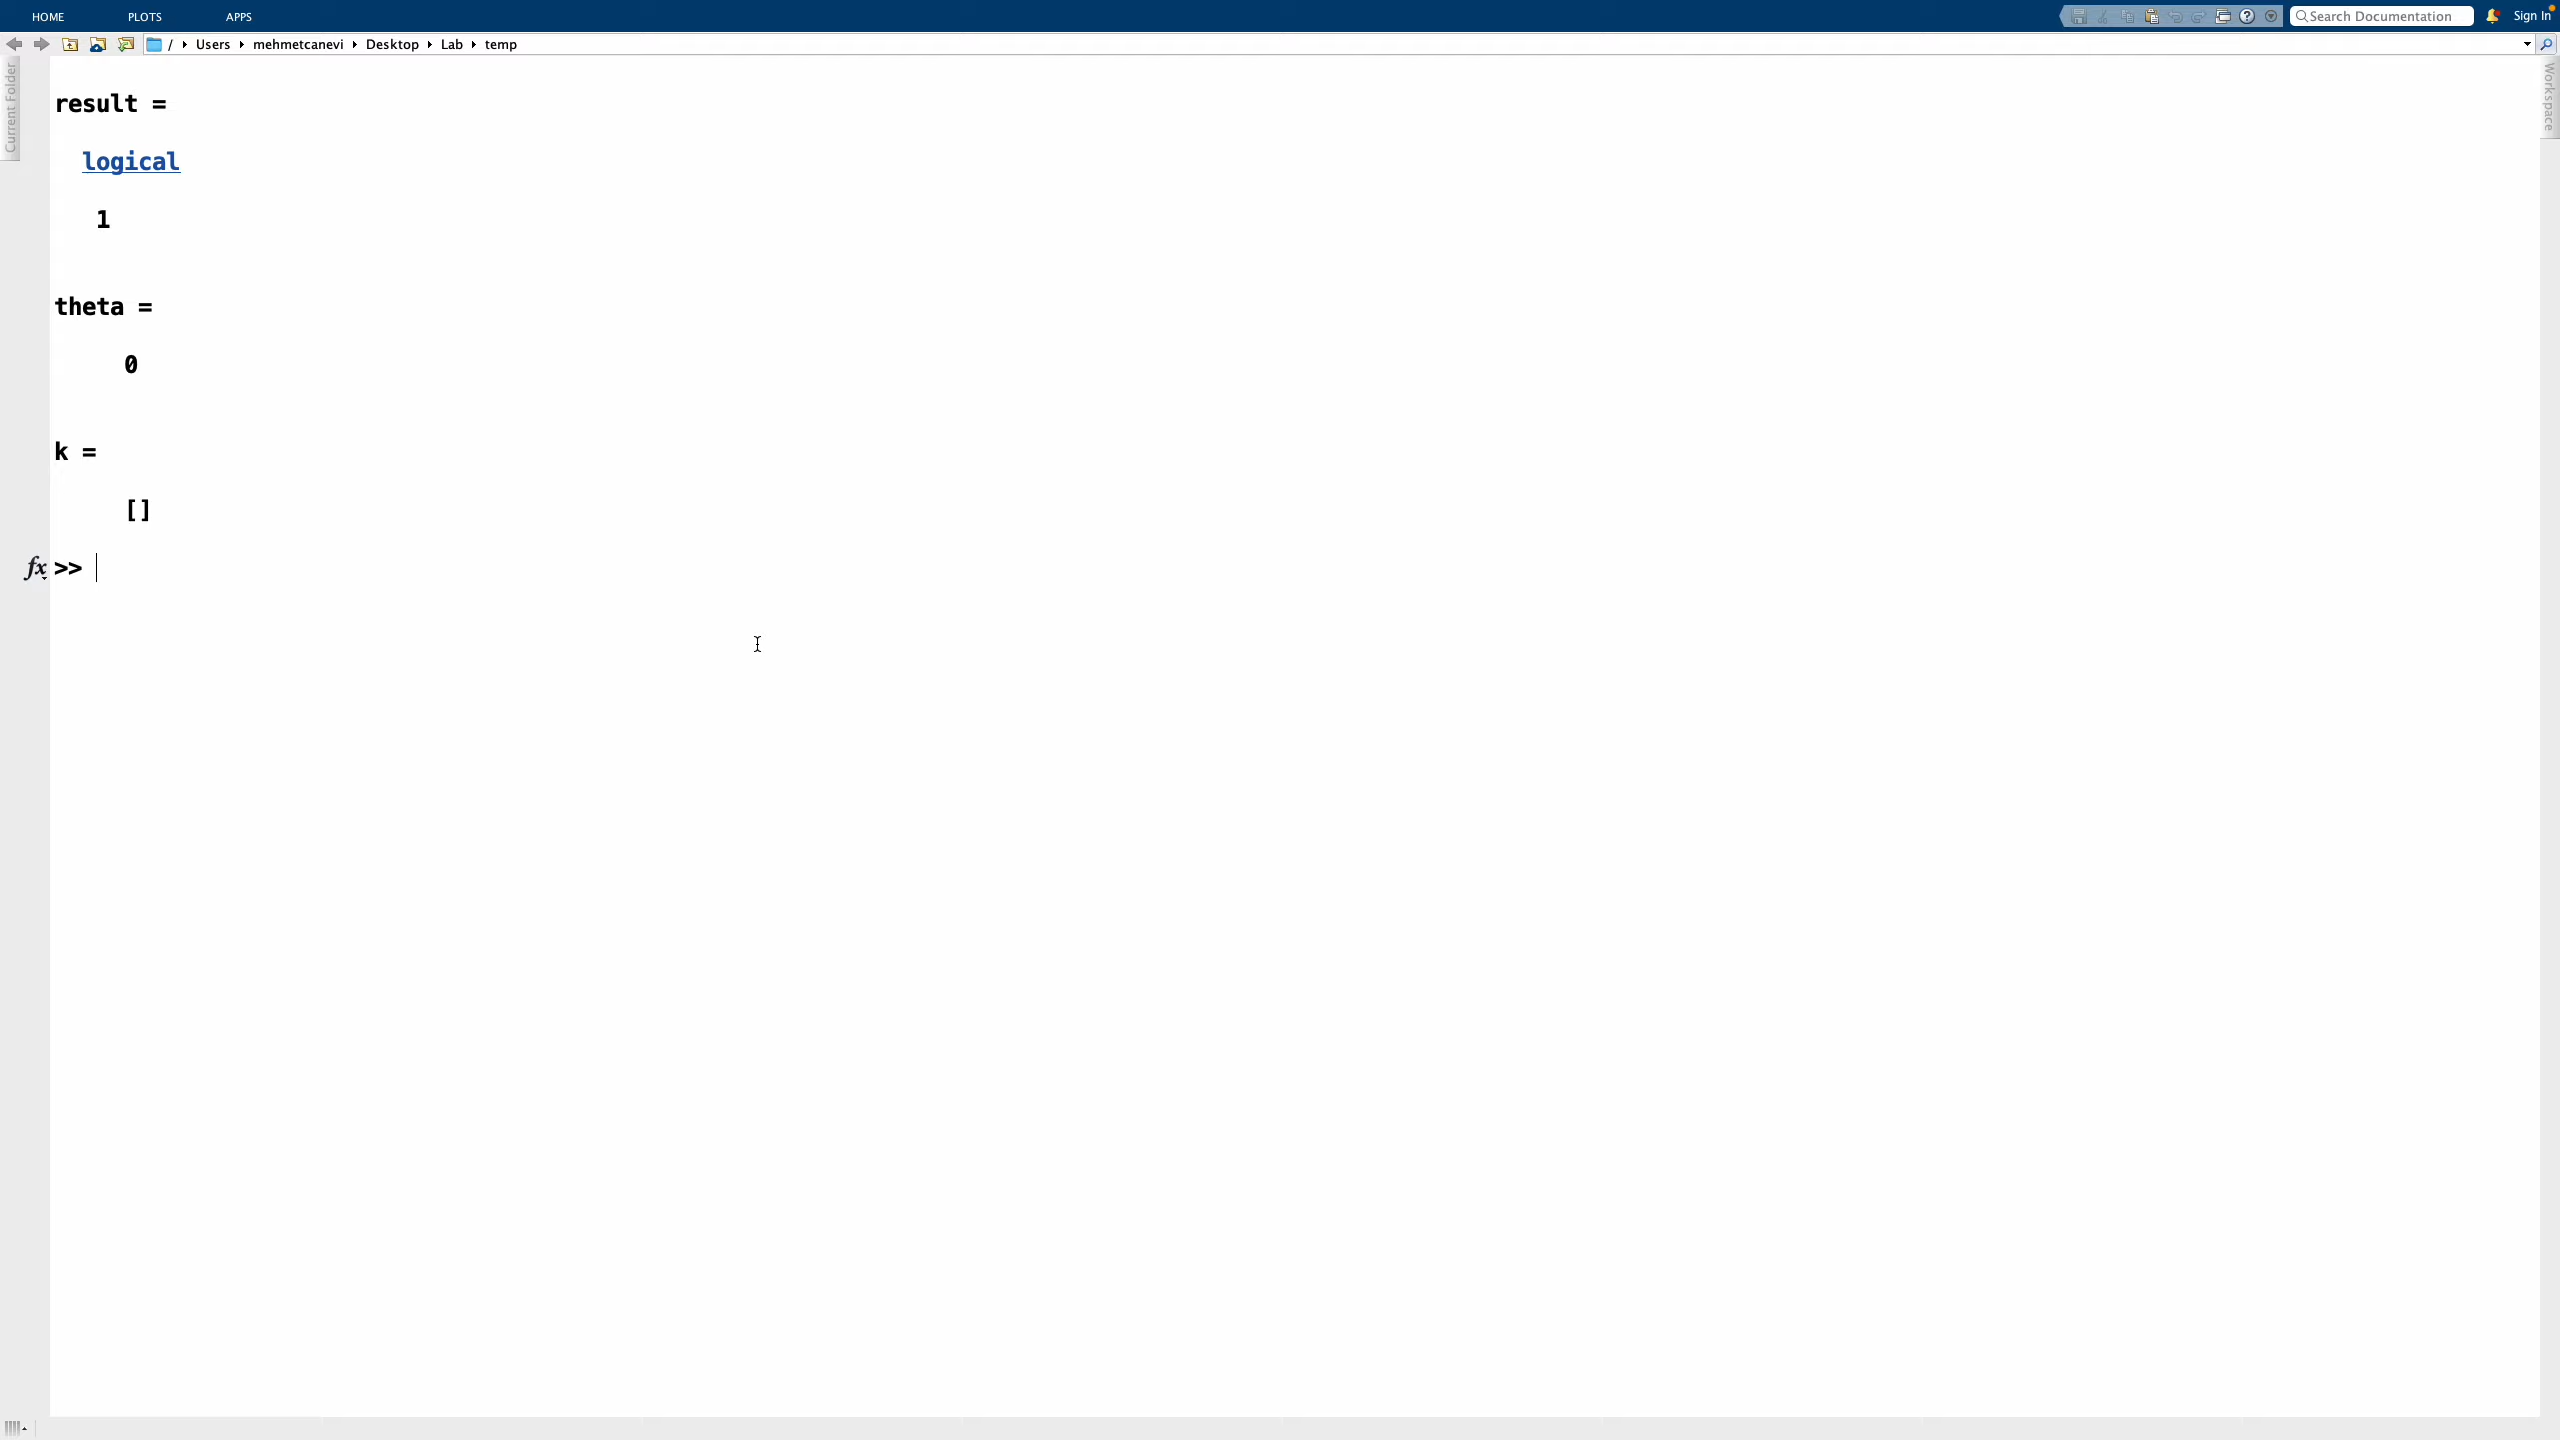 HOME PLOTS APPS Search Documentation Sign In
/ Users mehmetcanevi Desktop Lab temp
Current Folder
Workspace
result =
logical
1
theta =
0
k =
[]
fx >>